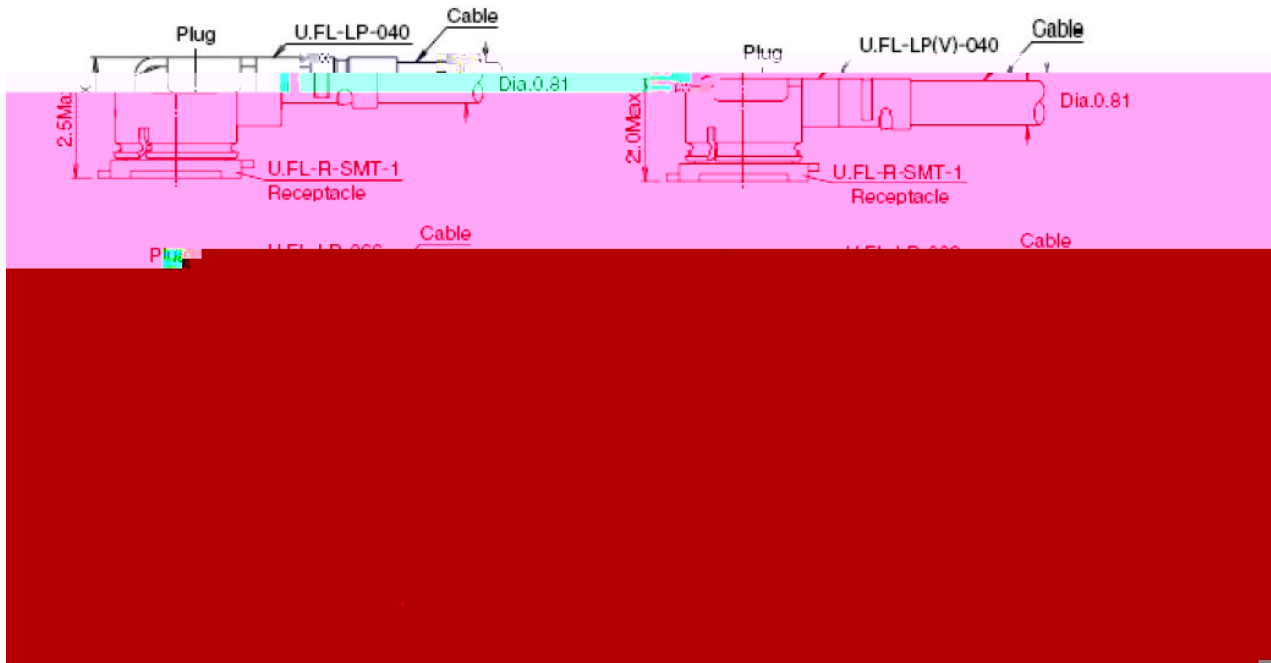 Plug
U.FL-LP-040
Cable
2.5Max
Dia.0.81
U.FL-R-SMT-1
Receptacle
Plug
U.FL-LP(V)-040
Cable
2.0Max
Dia.0.81
U.FL-R-SMT-1
Receptacle
Cable
Cable